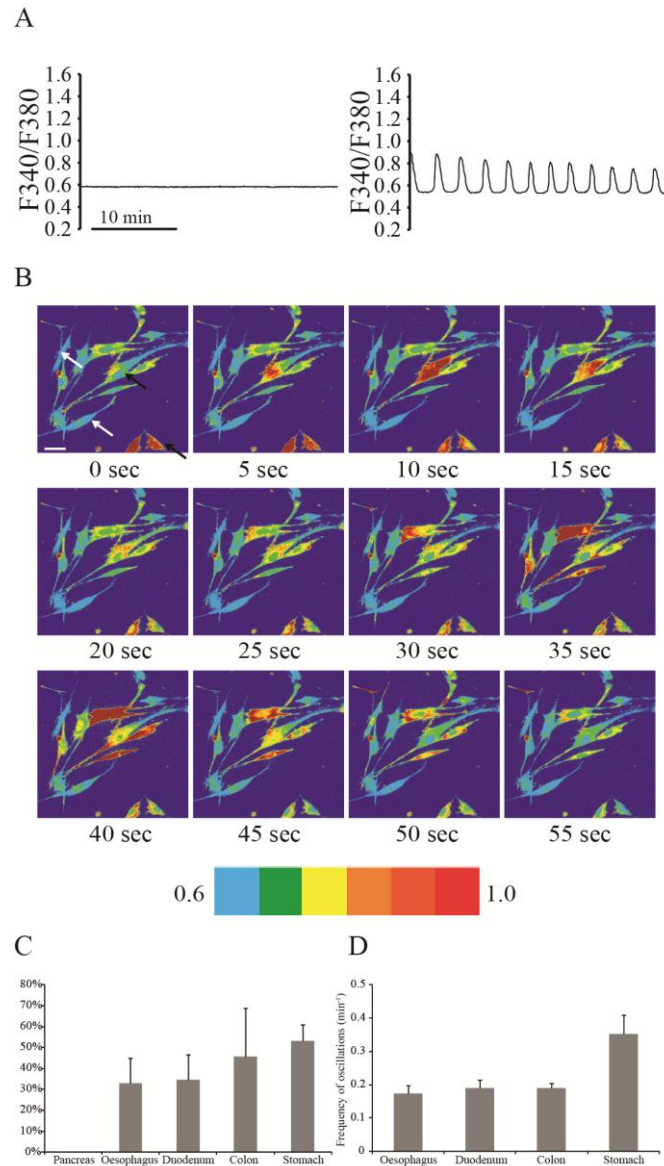 A
F340/F380
1.6
1.4
1.2
1.0
0.8
0.6
0.4
0.2
10 min
F340/F380
1.6
1.4
1.2
1.0
0.8
0.6
0.4
0.2
B
0 sec 5 sec 10 sec 15 sec
20 sec 25 sec 30 sec 35 sec
40 sec 45 sec 50 sec 55 sec
0.6 1.0
C
80%
70%
60%
50%
40%
30%
20%
10%
0%
Pancreas Oesophagus Duodenum Colon Stomach
D
Frequency of oscillations (min⁻¹)
0.5
0.4
0.3
0.2
0.1
0
Oesophagus Duodenum Colon Stomach